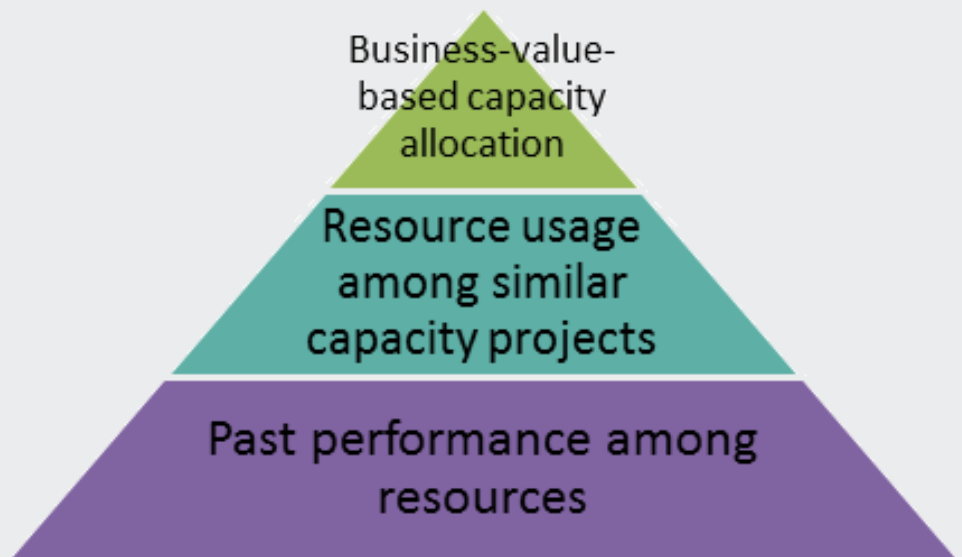 Business-value-
based capacity
allocation
Resource usage
among similar
capacity projects
Past performance among
resources